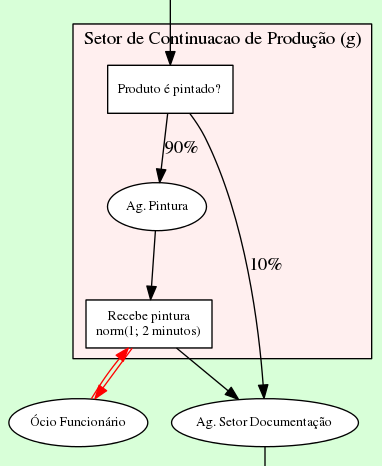 Setor de Continuacao de Produção (g)
Produto é pintado?
90%
Ag. Pintura
10%
Recebe pintura
norm(1; 2 minutos)
Ócio Funcionário
Ag. Setor Documentação